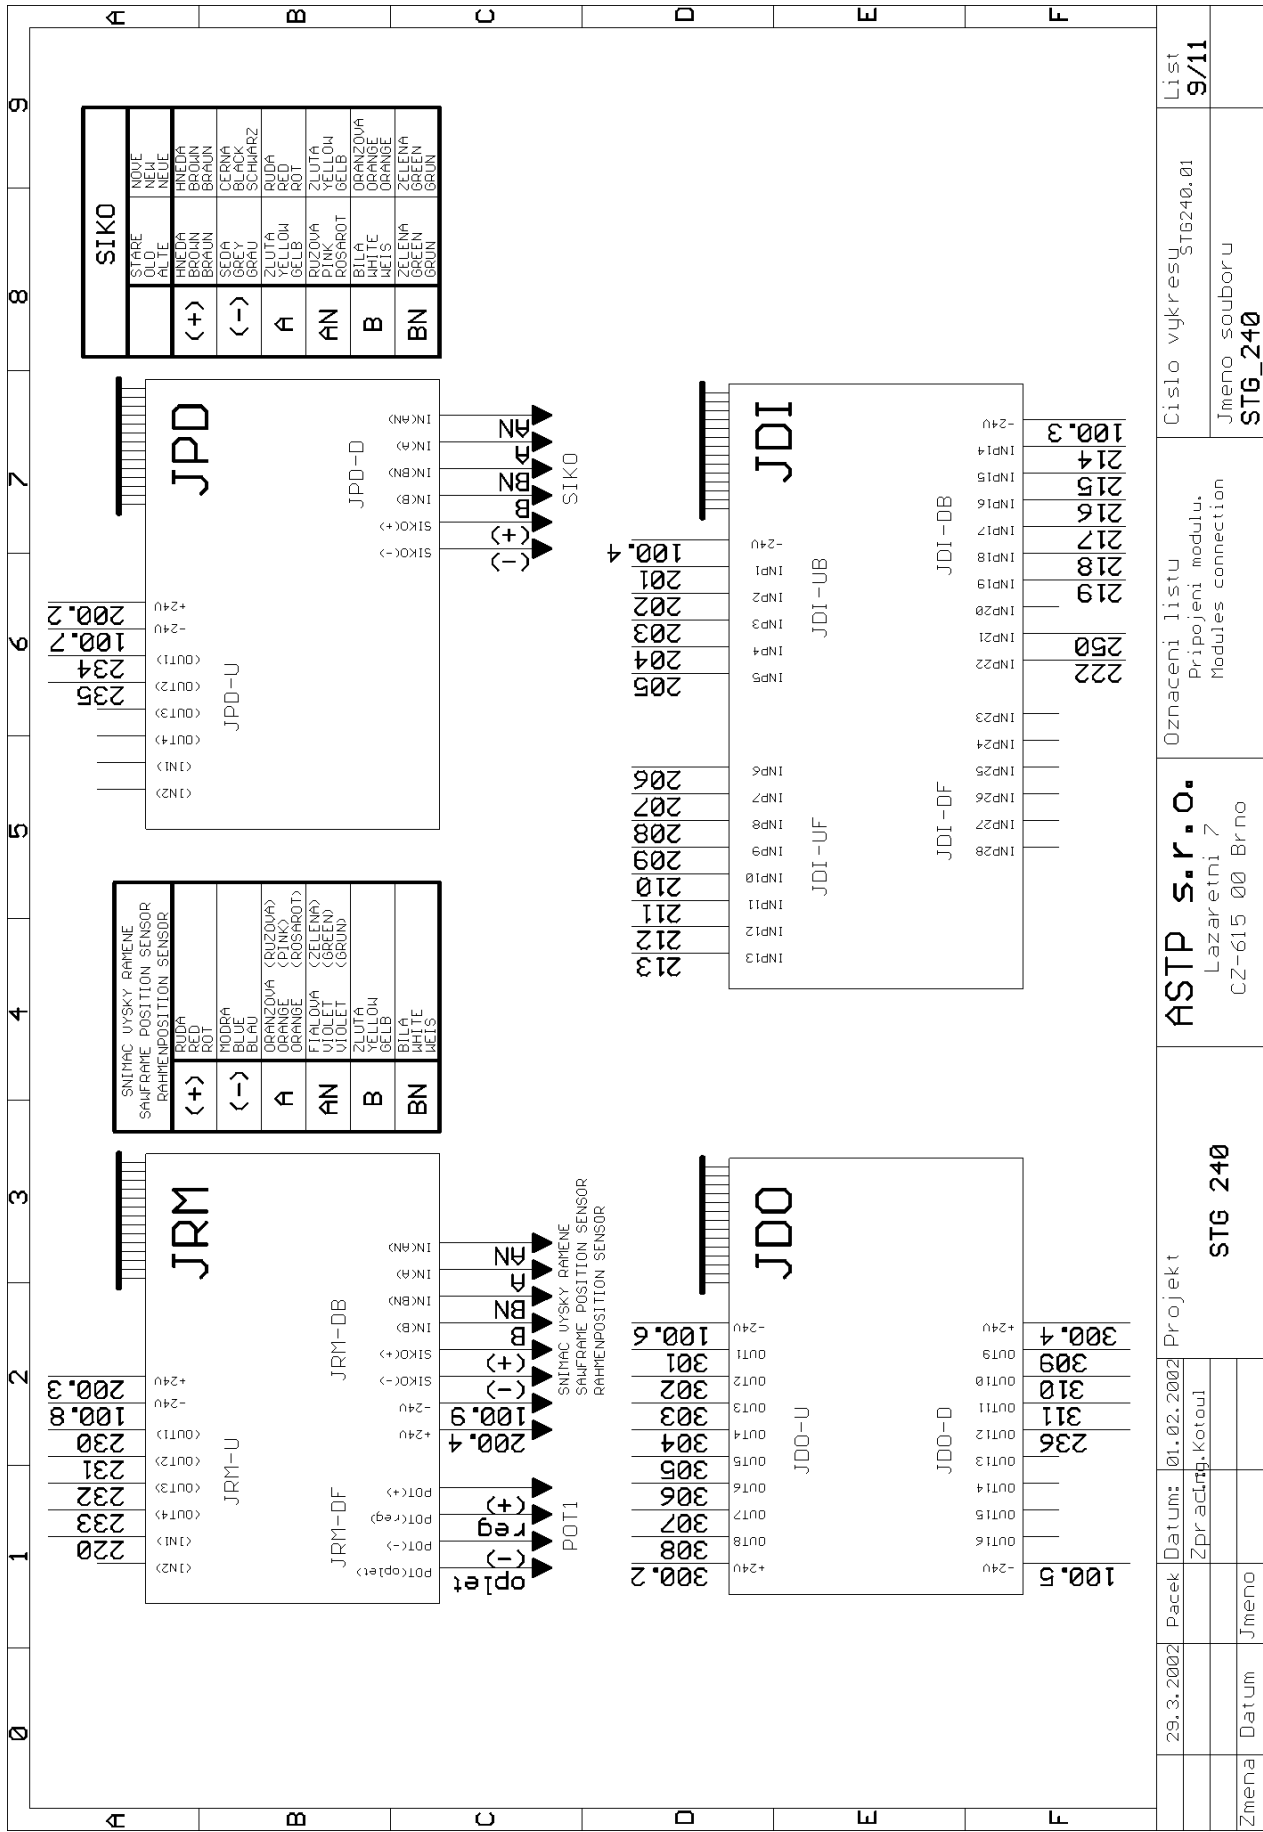 0 1 2 3 4 5 6 7 8 9
A
B
C
D
E
F
A
B
C
D
E
F
JRM
JRM-U
220
233
232
231
230
100.8
200.3
(IN2)
(IN1)
(OUT4)
(OUT3)
(OUT2)
(OUT1)
-24V
+24V
JRM-DF
JRM-DB
POT(oplet)
POT(-)
POT(reg)
POT(+)
+24V
-24V
SIKO(-)
SIKO(+)
IN(B)
IN(BN)
IN(A)
IN(AN)
oplet
(-)
reg
(+)
200.4
100.9
(-)
(+)
B
BN
A
AN
POT1
SNIMAC VYSKY RAMENE
SAWFRAME POSITION SENSOR
RAHMENPOSITION SENSOR
SNIMAC VYSKY RAMENE
SAWFRAME POSITION SENSOR
RAHMENPOSITION SENSOR
(+)
RUDA
RED
ROT
(-)
MODRA
BLUE
BLAU
A
ORANZOVA (RUZOVA)
ORANGE (PINK)
ORANGE (ROSAROT)
AN
FIALOVA (ZELENA)
VIOLET (GREEN)
VIOLET (GRUN)
B
ZLUTA
YELLOW
GELB
BN
BILA
WHITE
WEIS
JPD
JPD-U
235
234
100.7
200.2
(IN2)
(IN1)
(OUT4)
(OUT3)
(OUT2)
(OUT1)
-24V
+24V
JPD-D
SIKO(-)
SIKO(+)
IN(B)
IN(BN)
IN(A)
IN(AN)
(-)
(+)
B
BN
A
AN
SIKO
SIKO
STARE NOVE
OLD NEW
ALTE NEUE
(+)
HNEDA HNEDA
BROWN BROWN
BRAUN BRAUN
(-)
SEDA CERNA
GREY BLACK
GRAU SCHWARZ
A
ZLUTA RUDA
YELLOW RED
GELB ROT
AN
RUZOVA ZLUTA
PINK YELLOW
ROSAROT GELB
B
BILA ORANZOVA
WHITE ORANGE
WEIS ORANGE
BN
ZELENA ZELENA
GREEN GREEN
GRUN GRUN
JDO
300.2
308
307
306
305
304
303
302
301
100.6
+24V
OUT8
OUT7
OUT6
OUT5
OUT4
OUT3
OUT2
OUT1
-24V
JDO-U
JDO-D
-24V
OUT16
OUT15
OUT14
OUT13
OUT12
OUT11
OUT10
OUT9
+24V
100.5
236
311
310
309
300.4
JDI
213
212
211
210
209
208
207
206
205
204
203
202
201
100.4
INP13
INP12
INP11
INP10
INP9
INP8
INP7
INP6
INP5
INP4
INP3
INP2
INP1
-24V
JDI-UF
JDI-UB
JDI-DF
JDI-DB
INP28
INP27
INP26
INP25
INP24
INP23
INP22
INP21
INP20
INP19
INP18
INP17
INP16
INP15
INP14
-24V
222
250
219
218
217
216
215
214
100.3
29.3.2002 Pacek
Zmena Datum Jmeno
Datum: 01.02.2002
Zprac Ing.Kotoul
Projekt
STG 240
ASTP s.r.o.
Lazaretni 7
CZ-615 00 Brno
Oznaceni listu
Pripojeni modulu.
Modules connection
Cislo vykresu
STG240.01
Jmeno souboru
STG_240
List
9/11